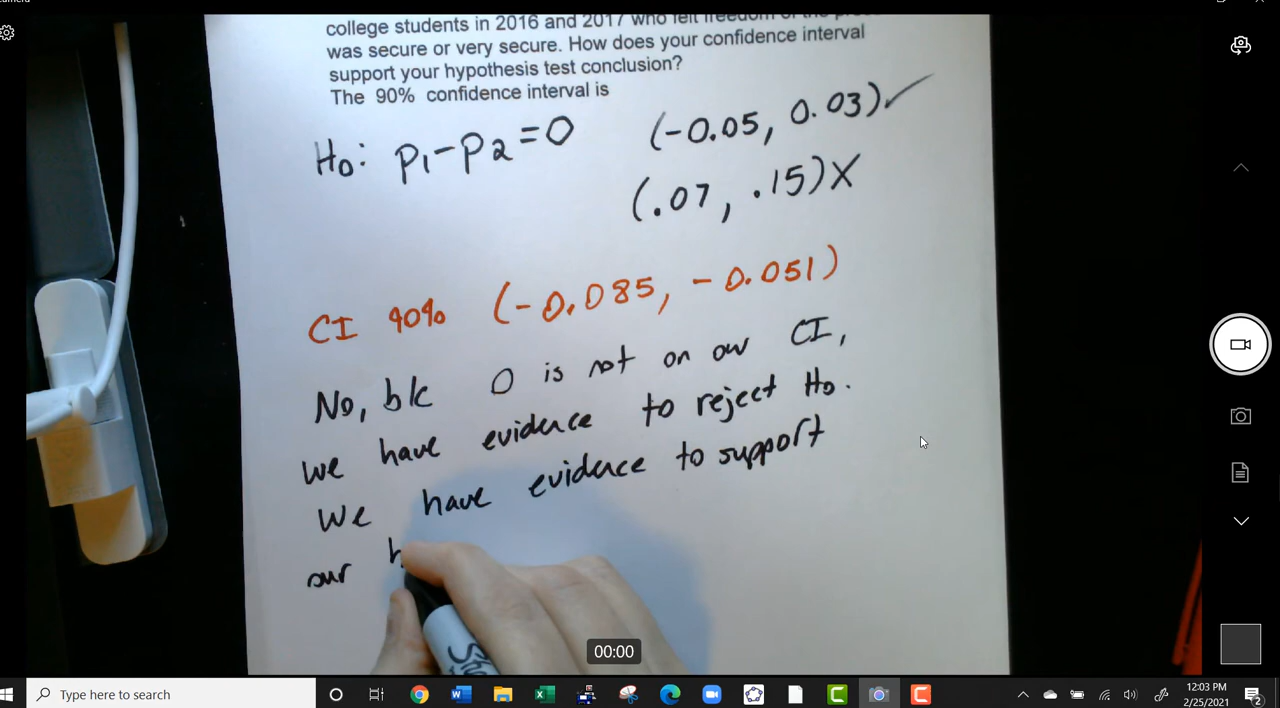 college students in 2016 and 2017 who felt freedom of the
was secure or very secure. How does your confidence interval
support your hypothesis test conclusion?
The 90% confidence interval is
Ho: p1-p2=0
(-0.05, 0.03)✓
(.07, .15)X
CI 90% (-0.085, -0.051)
No, b/c 0 is not on our CI,
we have evidence to reject Ho.
We have evidence to support
our h
00:00
Type here to search
12:03 PM
2/25/2021
2